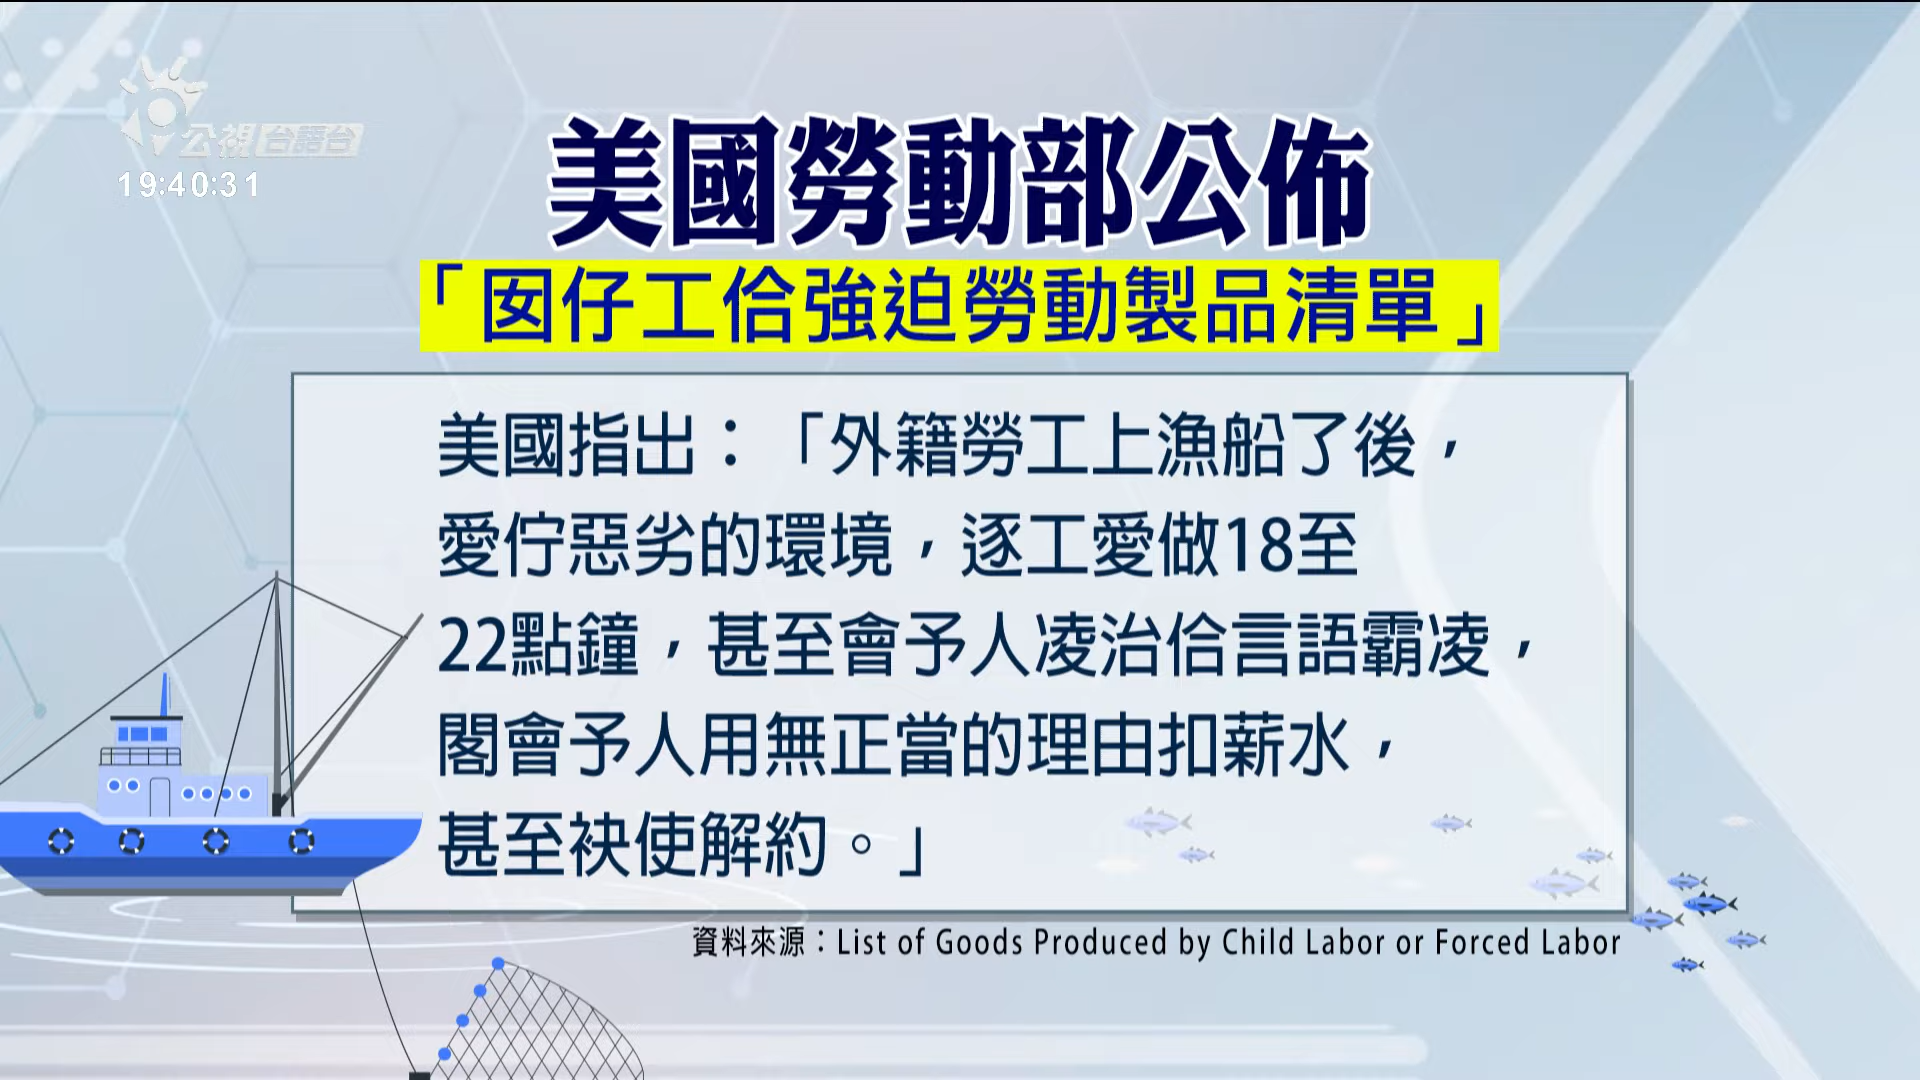 公視台語台
19:40:31
美國勞動部公佈
「囡仔工佮強迫勞動製品清單」
美國指出：「外籍勞工上漁船了後，
愛佇惡劣的環境，逐工愛做18至
22點鐘，甚至會予人凌治佮言語霸凌，
閣會予人用無正當的理由扣薪水，
甚至袂使解約。」
資料來源：List of Goods Produced by Child Labor or Forced Labor